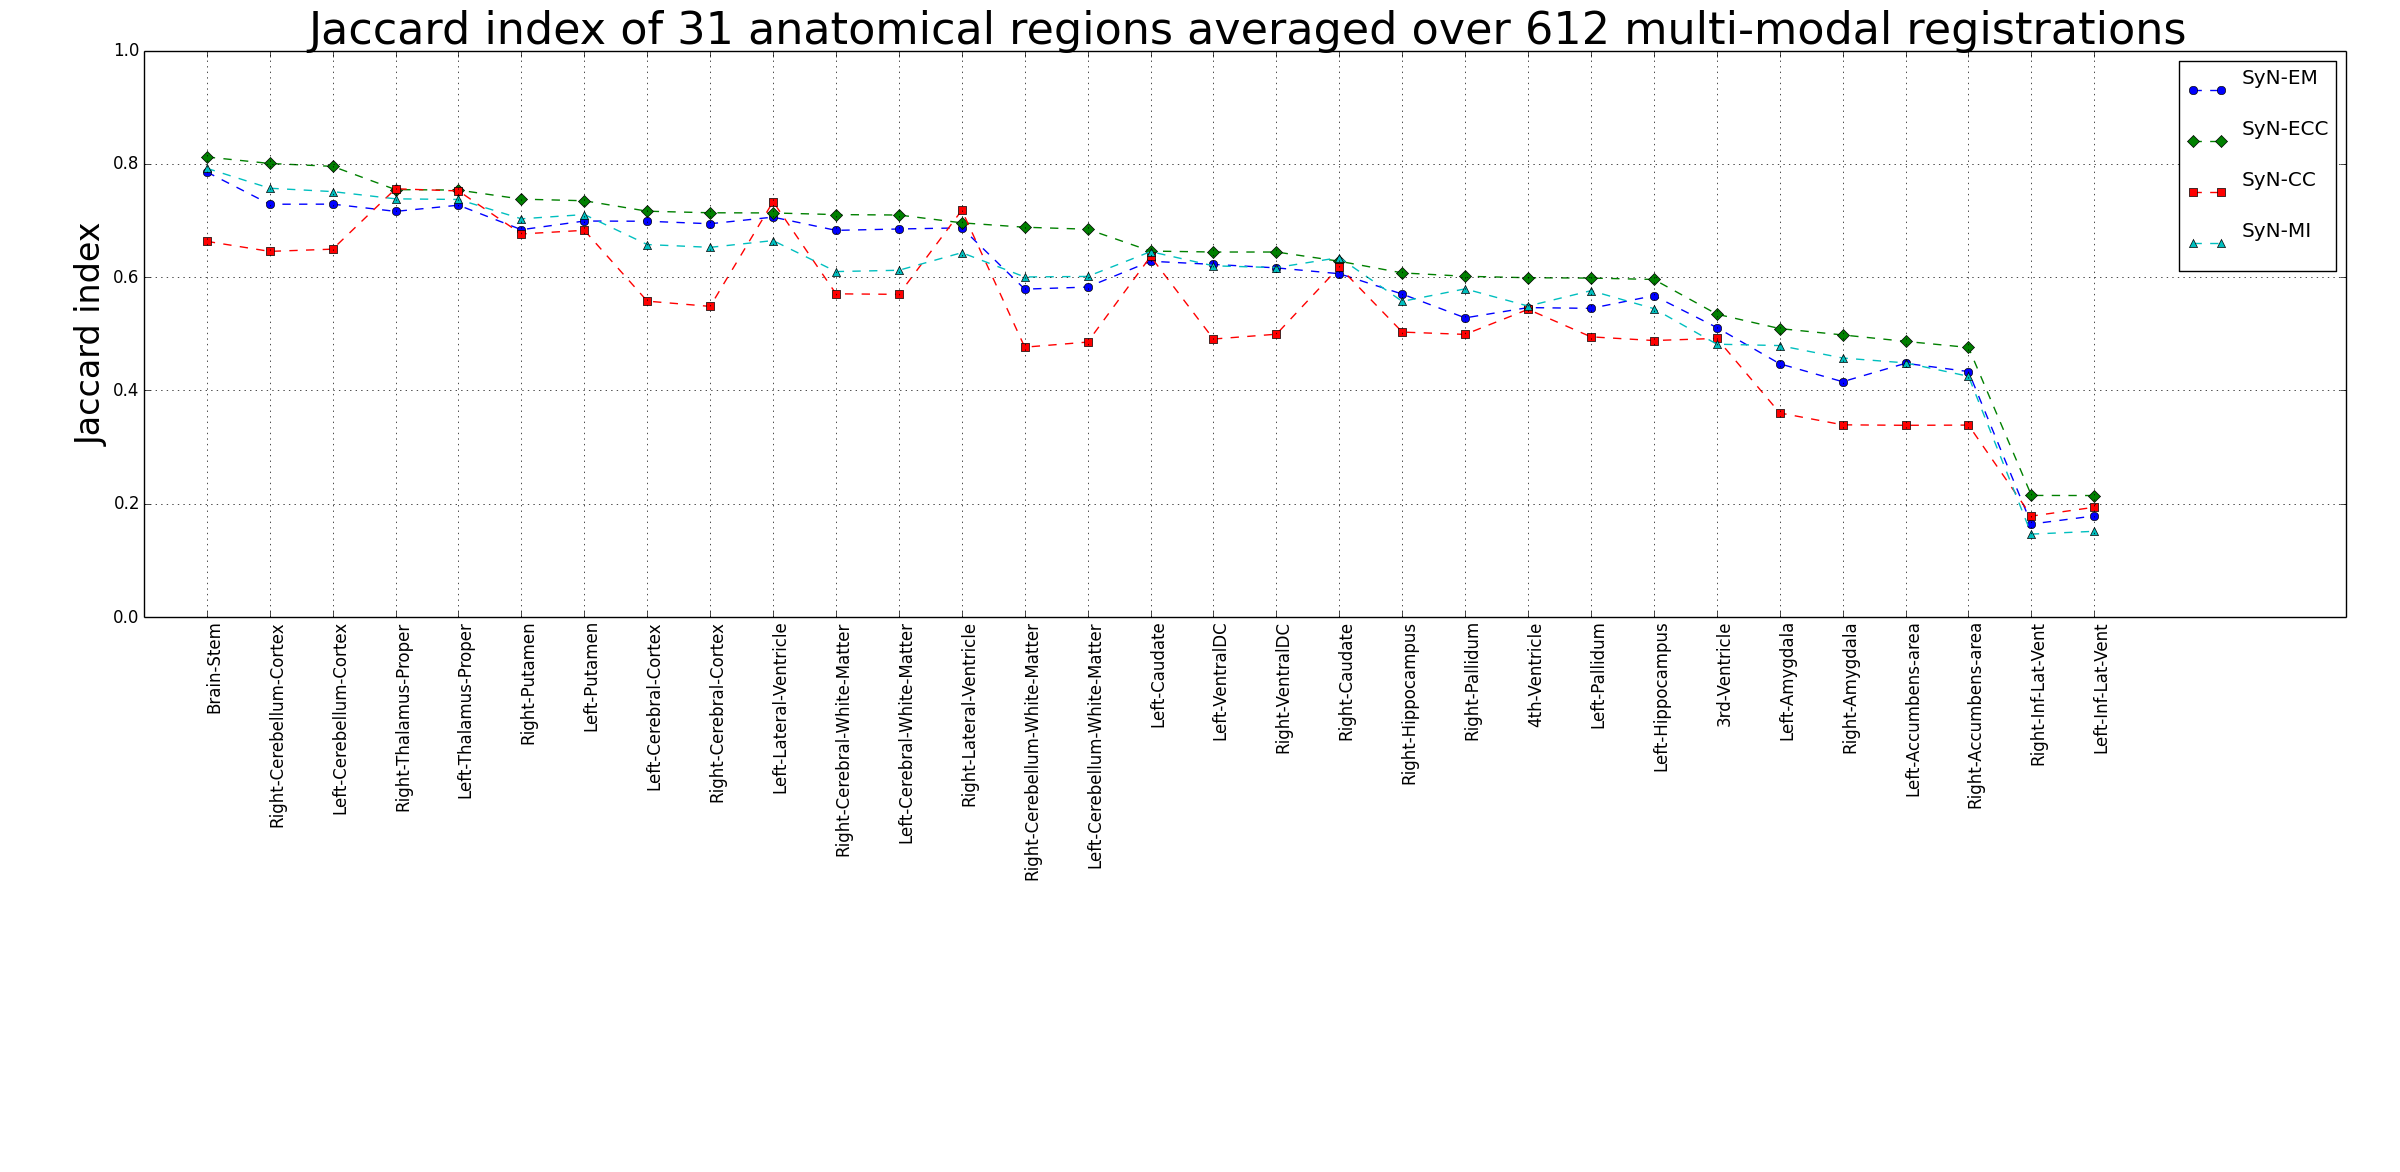 Jaccard index of 31 anatomical regions averaged over 612 multi-modal registrations
Jaccard index
1.0
0.8
0.6
0.4
0.2
0.0
SyN-EM
SyN-ECC
SyN-CC
SyN-MI
Brain-Stem
Right-Cerebellum-Cortex
Left-Cerebellum-Cortex
Right-Thalamus-Proper
Left-Thalamus-Proper
Right-Putamen
Left-Putamen
Left-Cerebral-Cortex
Right-Cerebral-Cortex
Left-Lateral-Ventricle
Right-Cerebral-White-Matter
Left-Cerebral-White-Matter
Right-Lateral-Ventricle
Right-Cerebellum-White-Matter
Left-Cerebellum-White-Matter
Left-Caudate
Left-VentralDC
Right-VentralDC
Right-Caudate
Right-Hippocampus
Right-Pallidum
4th-Ventricle
Left-Pallidum
Left-Hippocampus
3rd-Ventricle
Left-Amygdala
Right-Amygdala
Left-Accumbens-area
Right-Accumbens-area
Right-Inf-Lat-Vent
Left-Inf-Lat-Vent